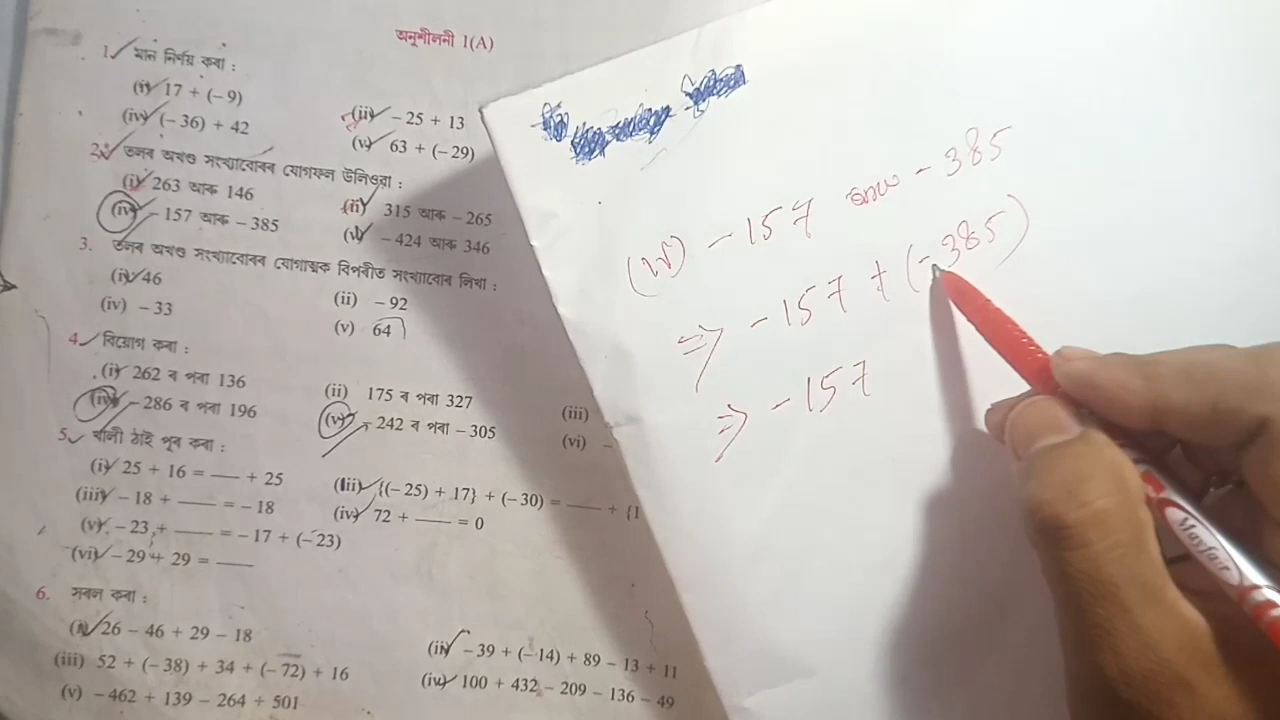 অনুশীলনী 1(A)
1. মান নিৰ্ণয় কৰা :
(i) 17 + (−9)
(ii) −25 + 13
(iv) (−36) + 42
(v) 63 + (−29)
2. তলৰ অখণ্ড সংখ্যাবোৰৰ যোগফল উলিওৱা :
(i) 263 আৰু 146
(ii) 315 আৰু −265
(iv) −157 আৰু −385
(v) −424 আৰু 346
3. তলৰ অখণ্ড সংখ্যাবোৰৰ যোগাত্মক বিপৰীত সংখ্যাবোৰ লিখা :
(i) 46
(ii) −92
(iv) −33
(v) 64
4. বিয়োগ কৰা :
(i) 262 ৰ পৰা 136
(ii) 175 ৰ পৰা 327
(iii)
(iv) −286 ৰ পৰা 196
(v) −242 ৰ পৰা −305
(vi) −
5. খালী ঠাই পূৰ কৰা :
(i) 25 + 16 = — + 25
(ii) {(−25) + 17} + (−30) = — + {1
(iii) −18 + — = −18
(iv) 72 + — = 0
(v) −23 + — = −17 + (−23)
(vi) −29 + 29 = —
6. সৰল কৰা :
(i) 26 − 46 + 29 − 18
(ii) −39 + (−14) + 89 − 13 + 11
(iii) 52 + (−38) + 34 + (−72) + 16
(iv) 100 + 432 − 209 − 136 − 49
(v) −462 + 139 − 264 + 501
(iv) −157 আৰু −385
⇒ −157 + (−385)
⇒ −157
Mayfair